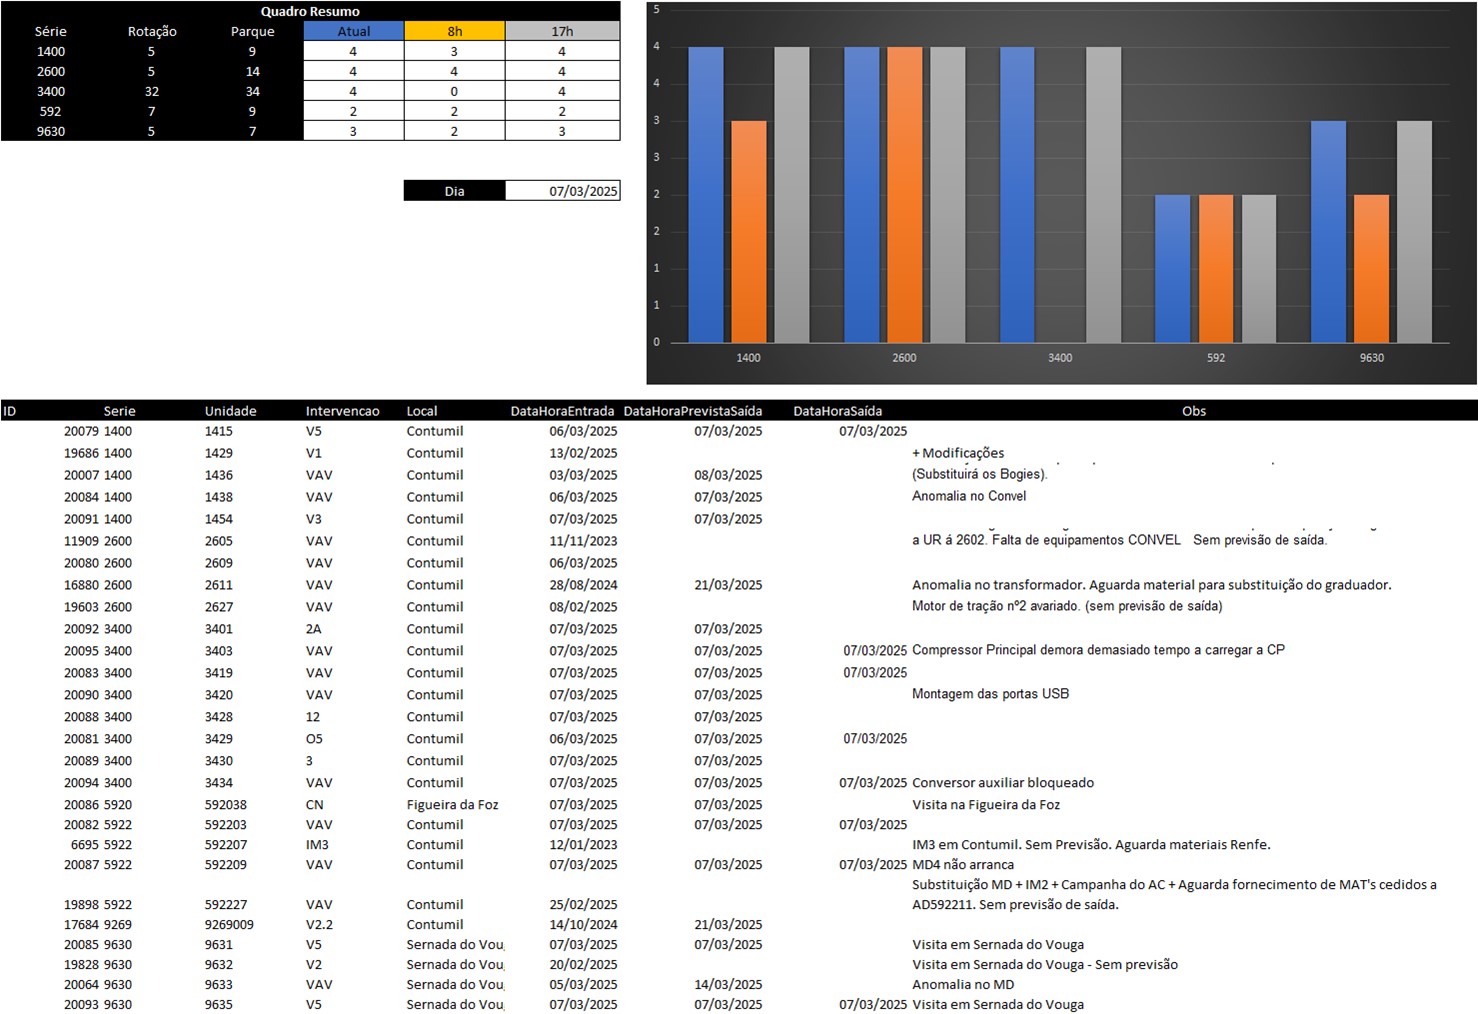 Quadro Resumo
Série Rotação Parque Atual 8h 17h
1400 5 9 4 3 4
2600 5 14 4 4 4
3400 32 34 4 0 4
592 7 9 2 2 2
9630 5 7 3 2 3
Dia 07/03/2025
5
4
4
3
3
2
2
1
1
0
1400 2600 3400 592 9630
ID Serie Unidade Intervencao Local DataHoraEntrada DataHoraPrevistaSaída DataHoraSaída Obs
20079 1400 1415 V5 Contumil 06/03/2025 07/03/2025 07/03/2025
19686 1400 1429 V1 Contumil 13/02/2025 + Modificações
20007 1400 1436 VAV Contumil 03/03/2025 08/03/2025 (Substituirá os Bogies).
20084 1400 1438 VAV Contumil 06/03/2025 07/03/2025 Anomalia no Convel
20091 1400 1454 V3 Contumil 07/03/2025 07/03/2025
11909 2600 2605 VAV Contumil 11/11/2023 a UR á 2602. Falta de equipamentos CONVEL Sem previsão de saída.
20080 2600 2609 VAV Contumil 06/03/2025
16880 2600 2611 VAV Contumil 28/08/2024 21/03/2025 Anomalia no transformador. Aguarda material para substituição do graduador.
19603 2600 2627 VAV Contumil 08/02/2025 Motor de tração nº2 avariado. (sem previsão de saída)
20092 3400 3401 2A Contumil 07/03/2025 07/03/2025
20095 3400 3403 VAV Contumil 07/03/2025 07/03/2025 07/03/2025 Compressor Principal demora demasiado tempo a carregar a CP
20083 3400 3419 VAV Contumil 07/03/2025 07/03/2025 07/03/2025
20090 3400 3420 VAV Contumil 07/03/2025 07/03/2025 Montagem das portas USB
20088 3400 3428 12 Contumil 07/03/2025 07/03/2025
20081 3400 3429 O5 Contumil 06/03/2025 07/03/2025 07/03/2025
20089 3400 3430 3 Contumil 07/03/2025 07/03/2025
20094 3400 3434 VAV Contumil 07/03/2025 07/03/2025 07/03/2025 Conversor auxiliar bloqueado
20086 5920 592038 CN Figueira da Foz 07/03/2025 07/03/2025 Visita na Figueira da Foz
20082 5922 592203 VAV Contumil 07/03/2025 07/03/2025 07/03/2025
6695 5922 592207 IM3 Contumil 12/01/2023 IM3 em Contumil. Sem Previsão. Aguarda materiais Renfe.
20087 5922 592209 VAV Contumil 07/03/2025 07/03/2025 07/03/2025 MD4 não arranca
Substituição MD + IM2 + Campanha do AC + Aguarda fornecimento de MAT's cedidos a
19898 5922 592227 VAV Contumil 25/02/2025 AD592211. Sem previsão de saída.
17684 9269 9269009 V2.2 Contumil 14/10/2024 21/03/2025
20085 9630 9631 V5 Sernada do Vou 07/03/2025 07/03/2025 Visita em Sernada do Vouga
19828 9630 9632 V2 Sernada do Vou 20/02/2025 Visita em Sernada do Vouga - Sem previsão
20064 9630 9633 VAV Sernada do Vou 05/03/2025 14/03/2025 Anomalia no MD
20093 9630 9635 V5 Sernada do Vou 07/03/2025 07/03/2025 07/03/2025 Visita em Sernada do Vouga